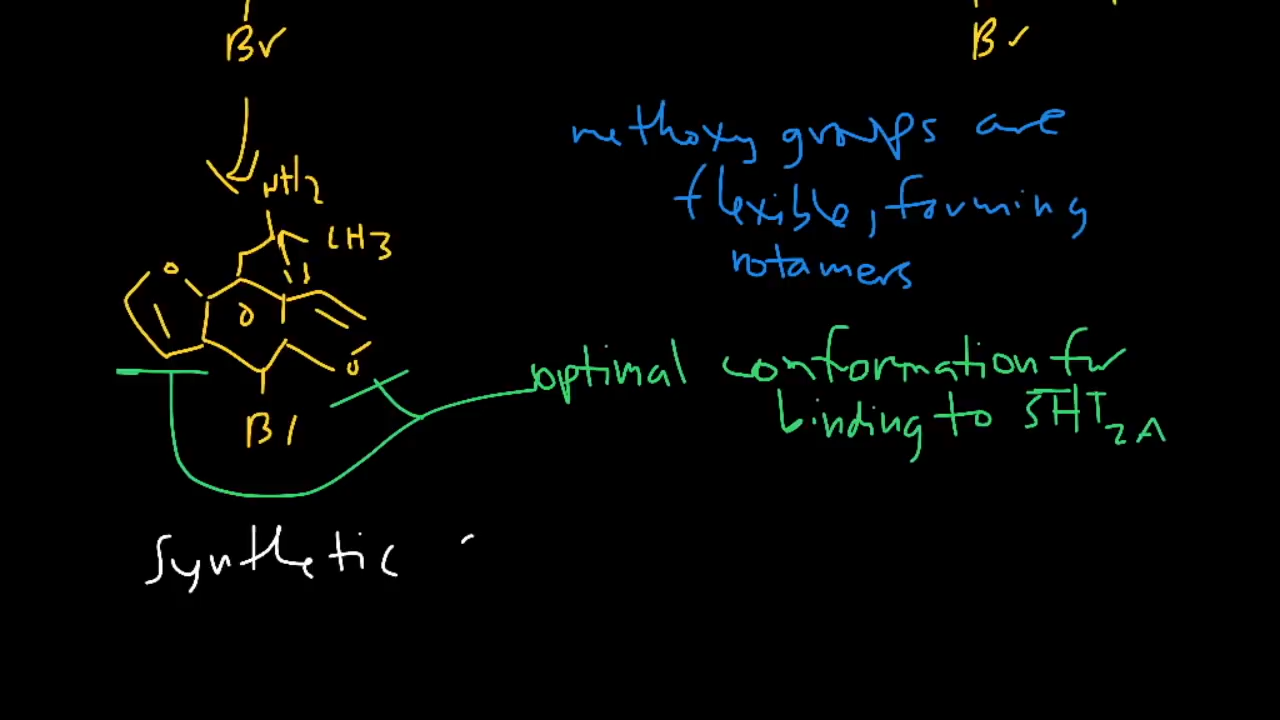 Br
Br
methoxy groups are
flexible, forming
rotamers
NH2
CH3
O
O
O
Br
optimal conformation for
binding to 5HT2A
Synthetic